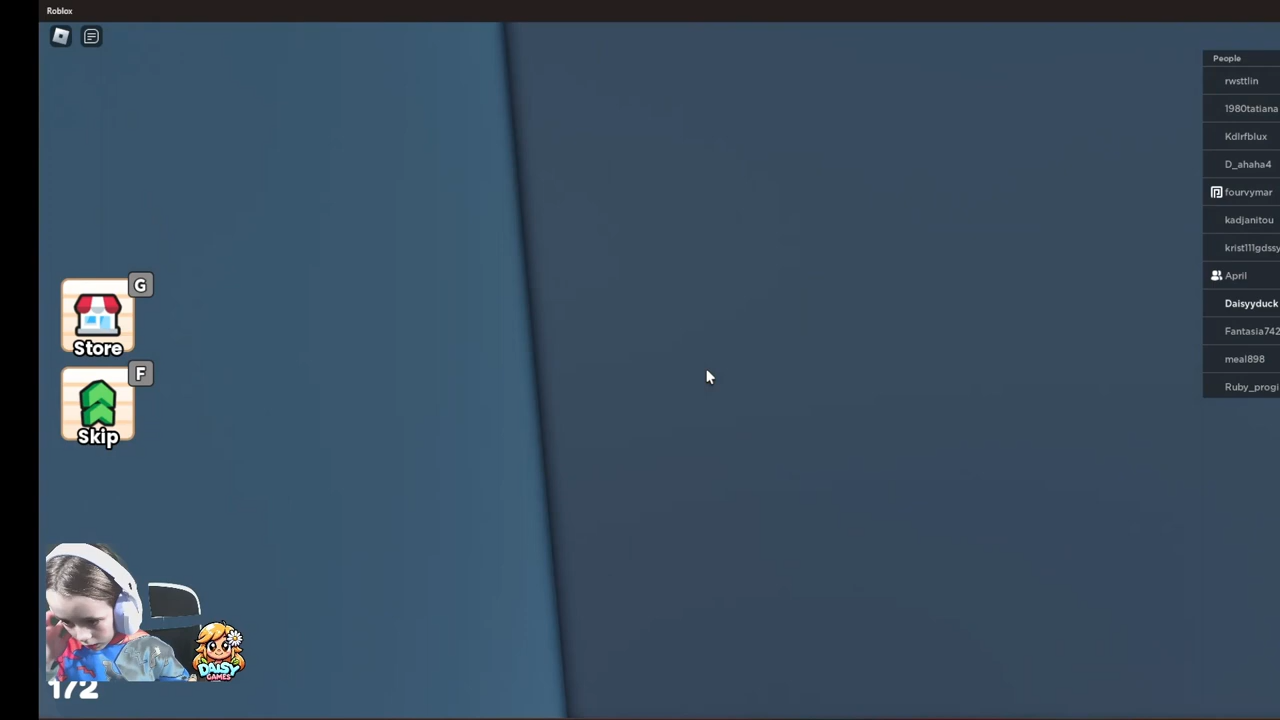 Roblox
People
rwsttlin
1980tatiana
Kdlrfblux
D_ahaha4
fourvymar
kadjanitou
krist111gdssy
April
Daisyyduck
Fantasia742
meal898
Ruby_progi
G
Store
F
Skip
DAISY
GAMES
172